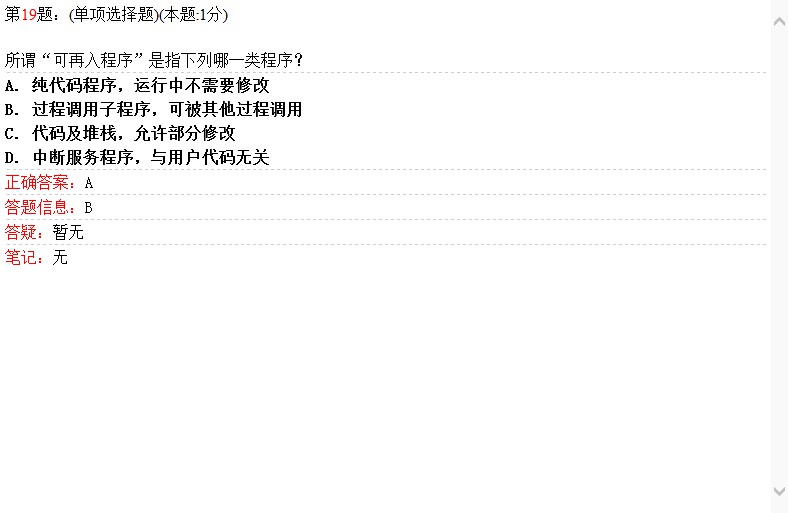 第19题：(单项选择题)(本题:1分)
所谓“可再入程序”是指下列哪一类程序？
A. 纯代码程序，运行中不需要修改
B. 过程调用子程序，可被其他过程调用
C. 代码及堆栈，允许部分修改
D. 中断服务程序，与用户代码无关
正确答案：A
答题信息：B
答疑：暂无
笔记：无